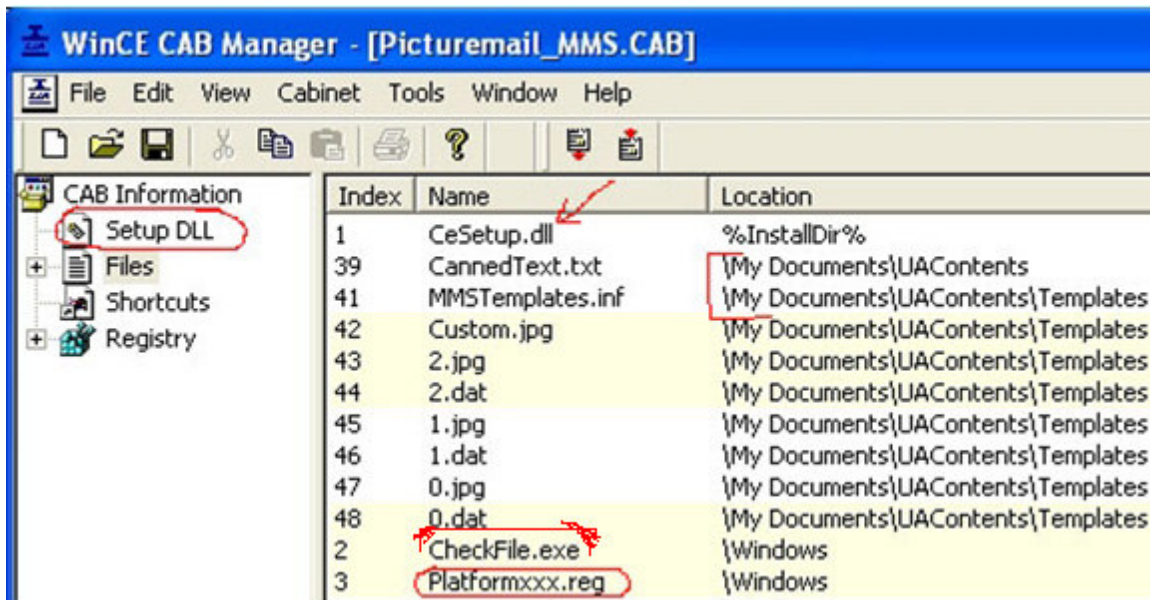 WinCE CAB Manager - [Picturemail_MMS.CAB]
File Edit View Cabinet Tools Window Help
CAB Information
Setup DLL
Files
Shortcuts
Registry
Index Name Location
1 CeSetup.dll %InstallDir%
39 CannedText.txt \My Documents\UAContents
41 MMSTemplates.inf \My Documents\UAContents\Templates
42 Custom.jpg \My Documents\UAContents\Templates
43 2.jpg \My Documents\UAContents\Templates
44 2.dat \My Documents\UAContents\Templates
45 1.jpg \My Documents\UAContents\Templates
46 1.dat \My Documents\UAContents\Templates
47 0.jpg \My Documents\UAContents\Templates
48 0.dat \My Documents\UAContents\Templates
2 CheckFile.exe \Windows
3 Platformxxx.reg \Windows